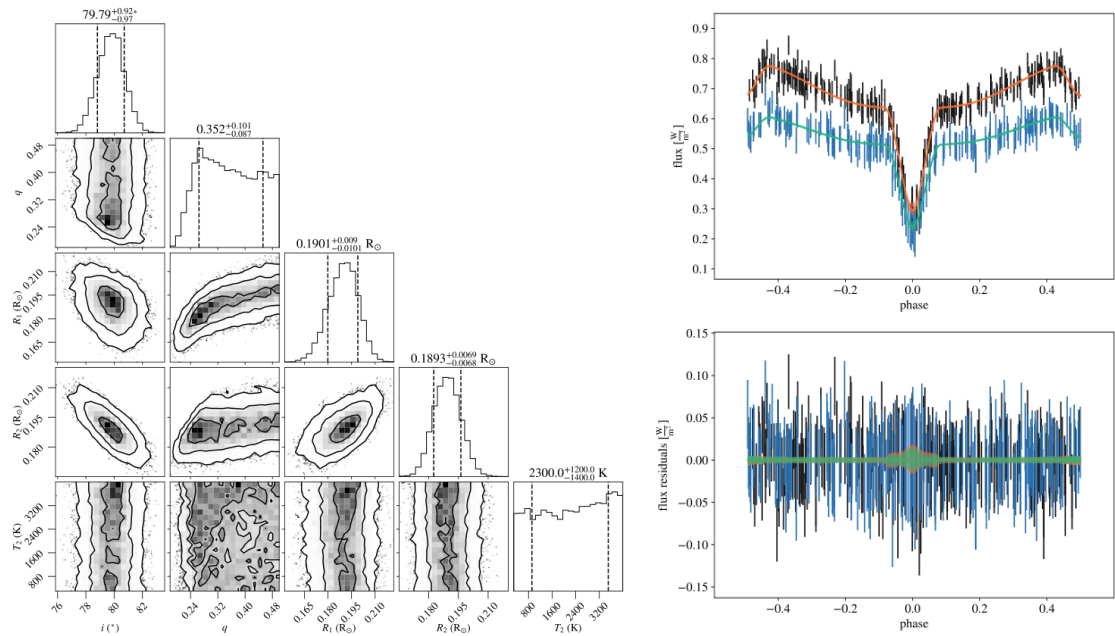 79.79+0.92∘−0.97
0.352+0.101−0.087
q
0.48
0.40
0.32
0.24
0.1901+0.009−0.0101 R⊙
R1 (R⊙)
0.210
0.195
0.180
0.165
0.1893+0.0069−0.0068 R⊙
R2 (R⊙)
0.210
0.195
0.180
2300.0+1200.0−1400.0 K
T2 (K)
3200
2400
1600
800
76 78 80 82
0.24 0.32 0.40 0.48
0.165 0.180 0.195 0.210
0.180 0.195 0.210
800 1600 2400 3200
i (°)
q
R1 (R⊙)
R2 (R⊙)
T2 (K)
0.9
0.8
0.7
0.6
0.5
0.4
0.3
0.2
0.1
flux [W/m²]
−0.4 −0.2 0.0 0.2 0.4
phase
0.15
0.10
0.05
0.00
−0.05
−0.10
−0.15
flux residuals [W/m²]
−0.4 −0.2 0.0 0.2 0.4
phase